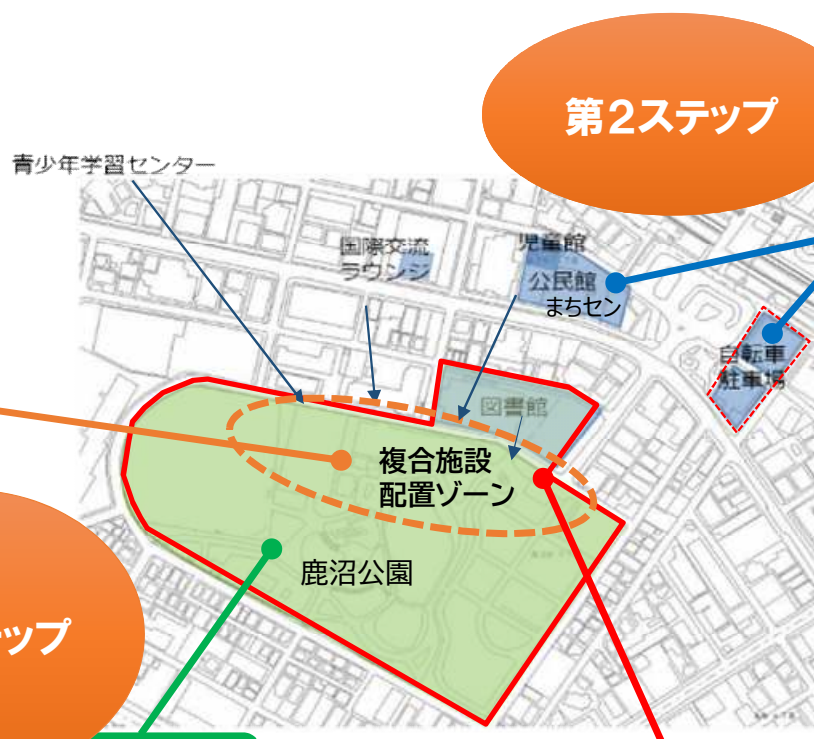 第2ステップ
青少年学習センター
国際交流
ラウンジ
児童館
公民館
まちセン
自転車
駐車場
図書館
複合施設
配置ゾーン
鹿沼公園
ップ